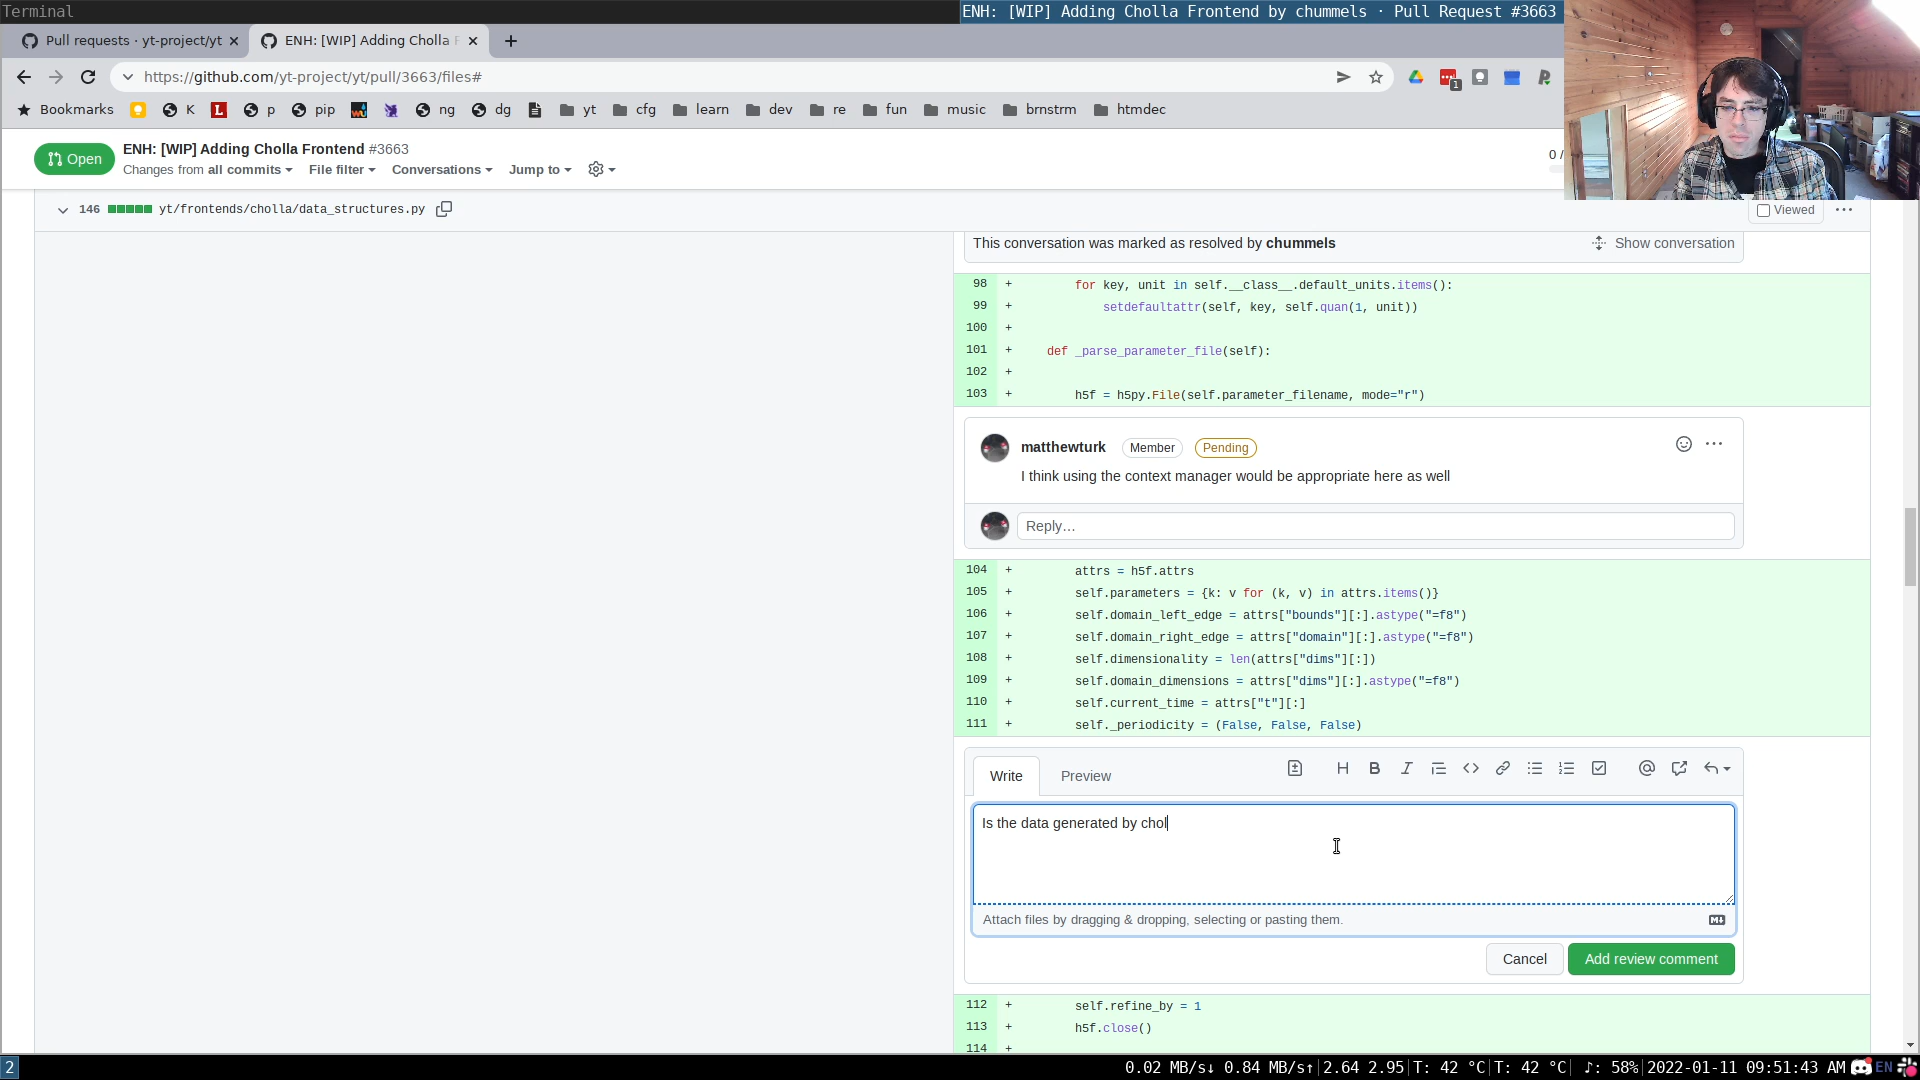 Terminal
ENH: [WIP] Adding Cholla Frontend by chummels · Pull Request #3663
Pull requests · yt-project/yt
ENH: [WIP] Adding Cholla F
https://github.com/yt-project/yt/pull/3663/files#
1
Bookmarks K L p pip ng dg yt cfg learn dev re fun music brnstrm htmdec
Open
ENH: [WIP] Adding Cholla Frontend #3663
Changes from all commits File filter Conversations Jump to
0 /
146 yt/frontends/cholla/data_structures.py
Viewed
This conversation was marked as resolved by chummels
Show conversation
98 + for key, unit in self.__class__.default_units.items():
99 + setdefaultattr(self, key, self.quan(1, unit))
100 +
101 + def _parse_parameter_file(self):
102 +
103 + h5f = h5py.File(self.parameter_filename, mode="r")
matthewturk Member Pending
I think using the context manager would be appropriate here as well
Reply…
104 + attrs = h5f.attrs
105 + self.parameters = {k: v for (k, v) in attrs.items()}
106 + self.domain_left_edge = attrs["bounds"][:].astype("=f8")
107 + self.domain_right_edge = attrs["domain"][:].astype("=f8")
108 + self.dimensionality = len(attrs["dims"][:])
109 + self.domain_dimensions = attrs["dims"][:].astype("=f8")
110 + self.current_time = attrs["t"][:]
111 + self._periodicity = (False, False, False)
Write Preview
Is the data generated by chol
Attach files by dragging & dropping, selecting or pasting them.
Cancel Add review comment
112 + self.refine_by = 1
113 + h5f.close()
114 +
2
0.02 MB/s↓ 0.84 MB/s↑ | 2.64 2.95 | T: 42 °C | T: 42 °C | ♪: 58% | 2022-01-11 09:51:43 AM EN